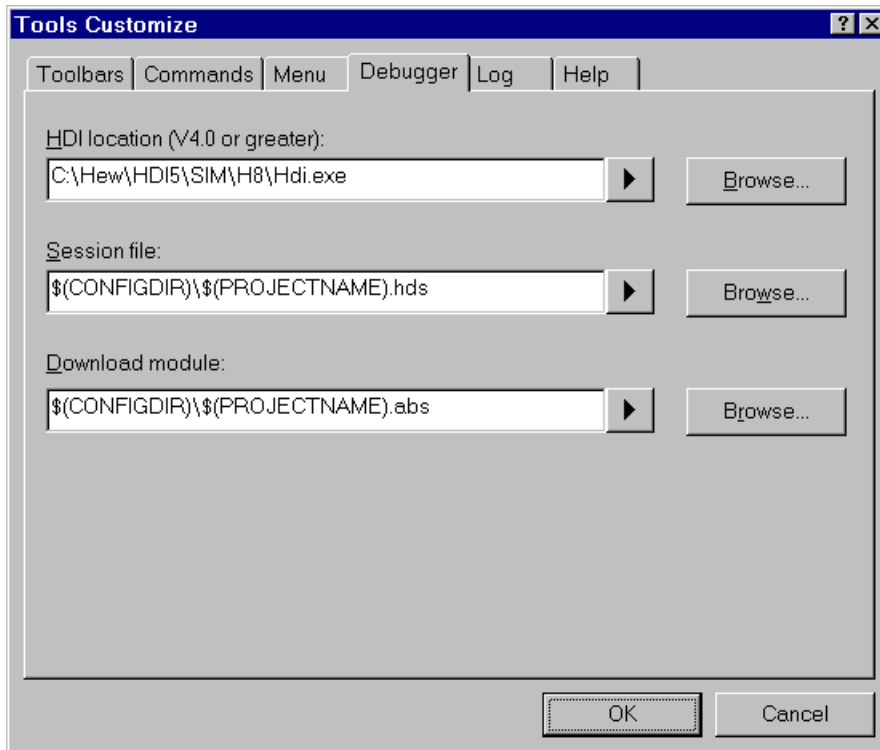 Tools Customize
Toolbars Commands Menu Debugger Log Help
HDI location (V4.0 or greater):
C:\Hew\HDI5\SIM\H8\Hdi.exe Browse...
Session file:
$(CONFIGDIR)\$(PROJECTNAME).hds Browse...
Download module:
$(CONFIGDIR)\$(PROJECTNAME).abs Browse...
OK Cancel